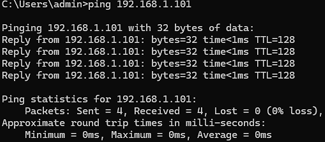 C:\Users\admin>ping 192.168.1.101
Pinging 192.168.1.101 with 32 bytes of data:
Reply from 192.168.1.101: bytes=32 time<1ms TTL=128
Reply from 192.168.1.101: bytes=32 time<1ms TTL=128
Reply from 192.168.1.101: bytes=32 time<1ms TTL=128
Reply from 192.168.1.101: bytes=32 time<1ms TTL=128
Ping statistics for 192.168.1.101:
Packets: Sent = 4, Received = 4, Lost = 0 (0% loss),
Approximate round trip times in milli-seconds:
Minimum = 0ms, Maximum = 0ms, Average = 0ms